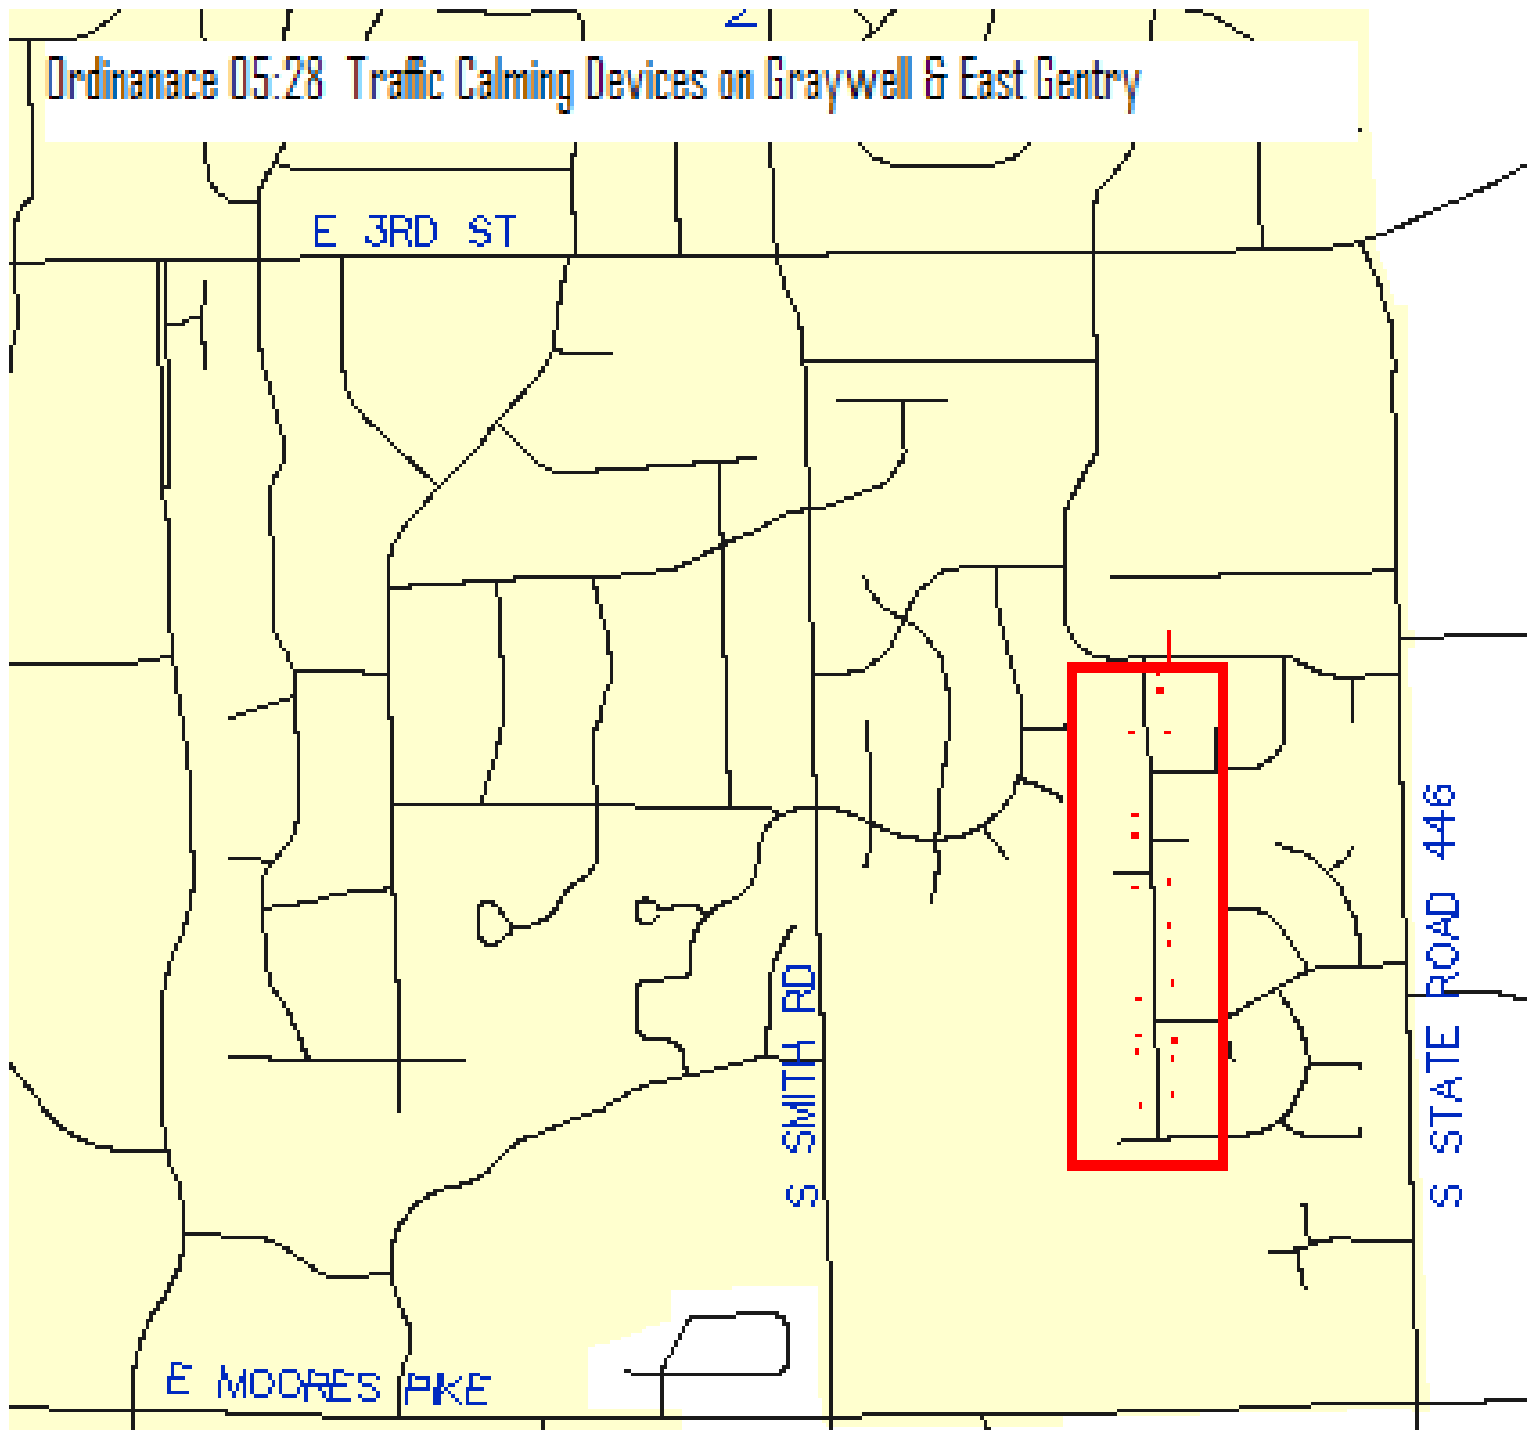 Ordinanace 05:28 Traffic Calming Devices on Graywell & East Gentry
E 3RD ST
S SMITH RD
S STATE ROAD 446
E MOORES PIKE